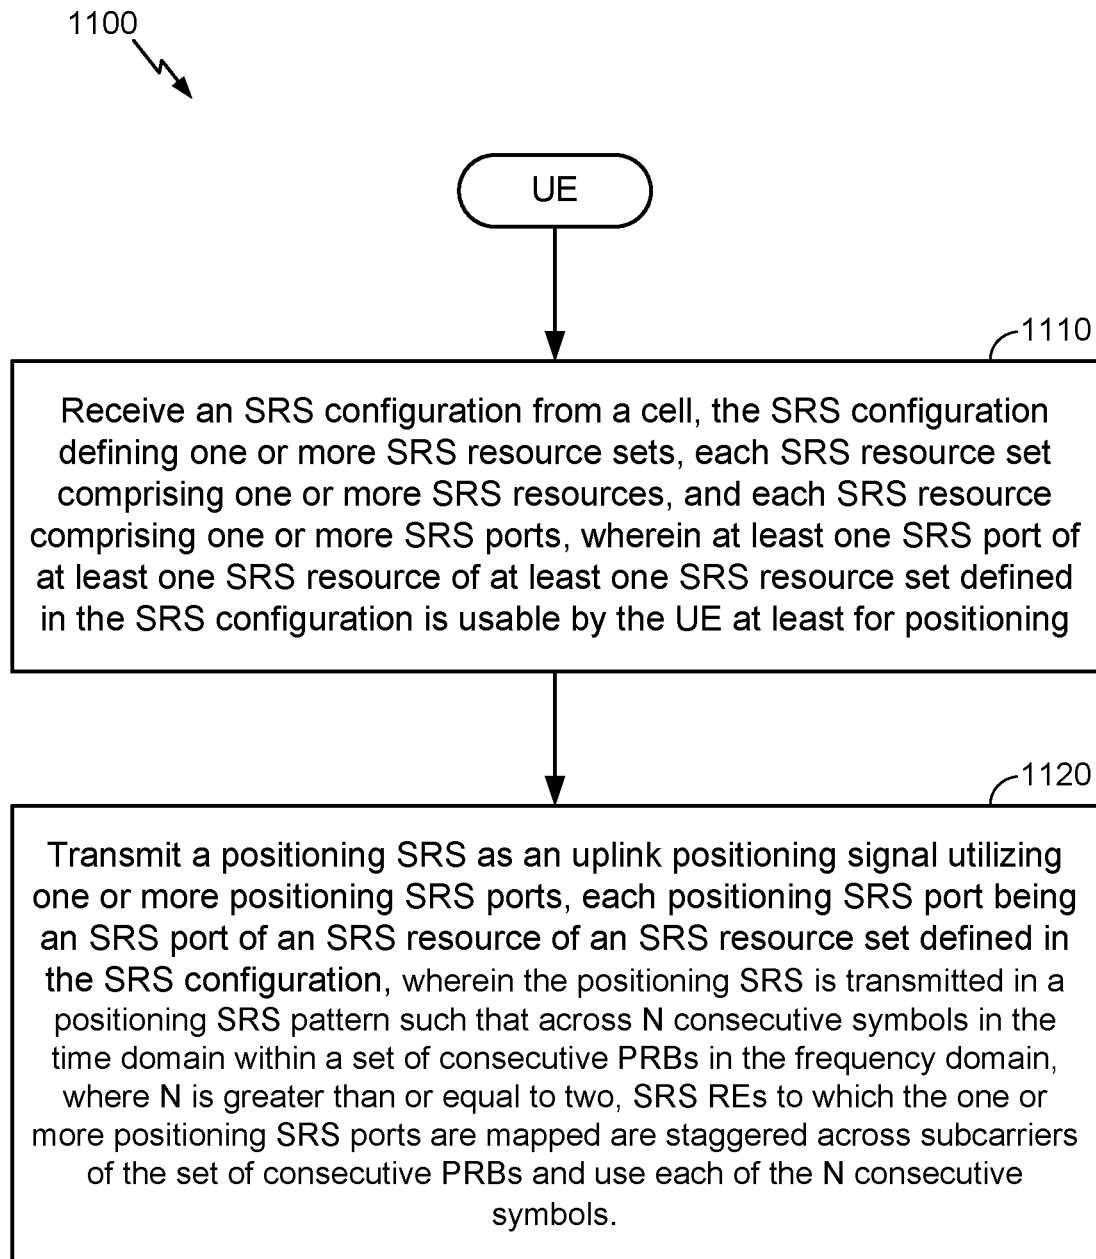 1100
UE
1110
Receive an SRS configuration from a cell, the SRS configuration
defining one or more SRS resource sets, each SRS resource set
comprising one or more SRS resources, and each SRS resource
comprising one or more SRS ports, wherein at least one SRS port of
at least one SRS resource of at least one SRS resource set defined
in the SRS configuration is usable by the UE at least for positioning
1120
Transmit a positioning SRS as an uplink positioning signal utilizing
one or more positioning SRS ports, each positioning SRS port being
an SRS port of an SRS resource of an SRS resource set defined in
the SRS configuration, wherein the positioning SRS is transmitted in a
positioning SRS pattern such that across N consecutive symbols in the
time domain within a set of consecutive PRBs in the frequency domain,
where N is greater than or equal to two, SRS REs to which the one or
more positioning SRS ports are mapped are staggered across subcarriers
of the set of consecutive PRBs and use each of the N consecutive
symbols.